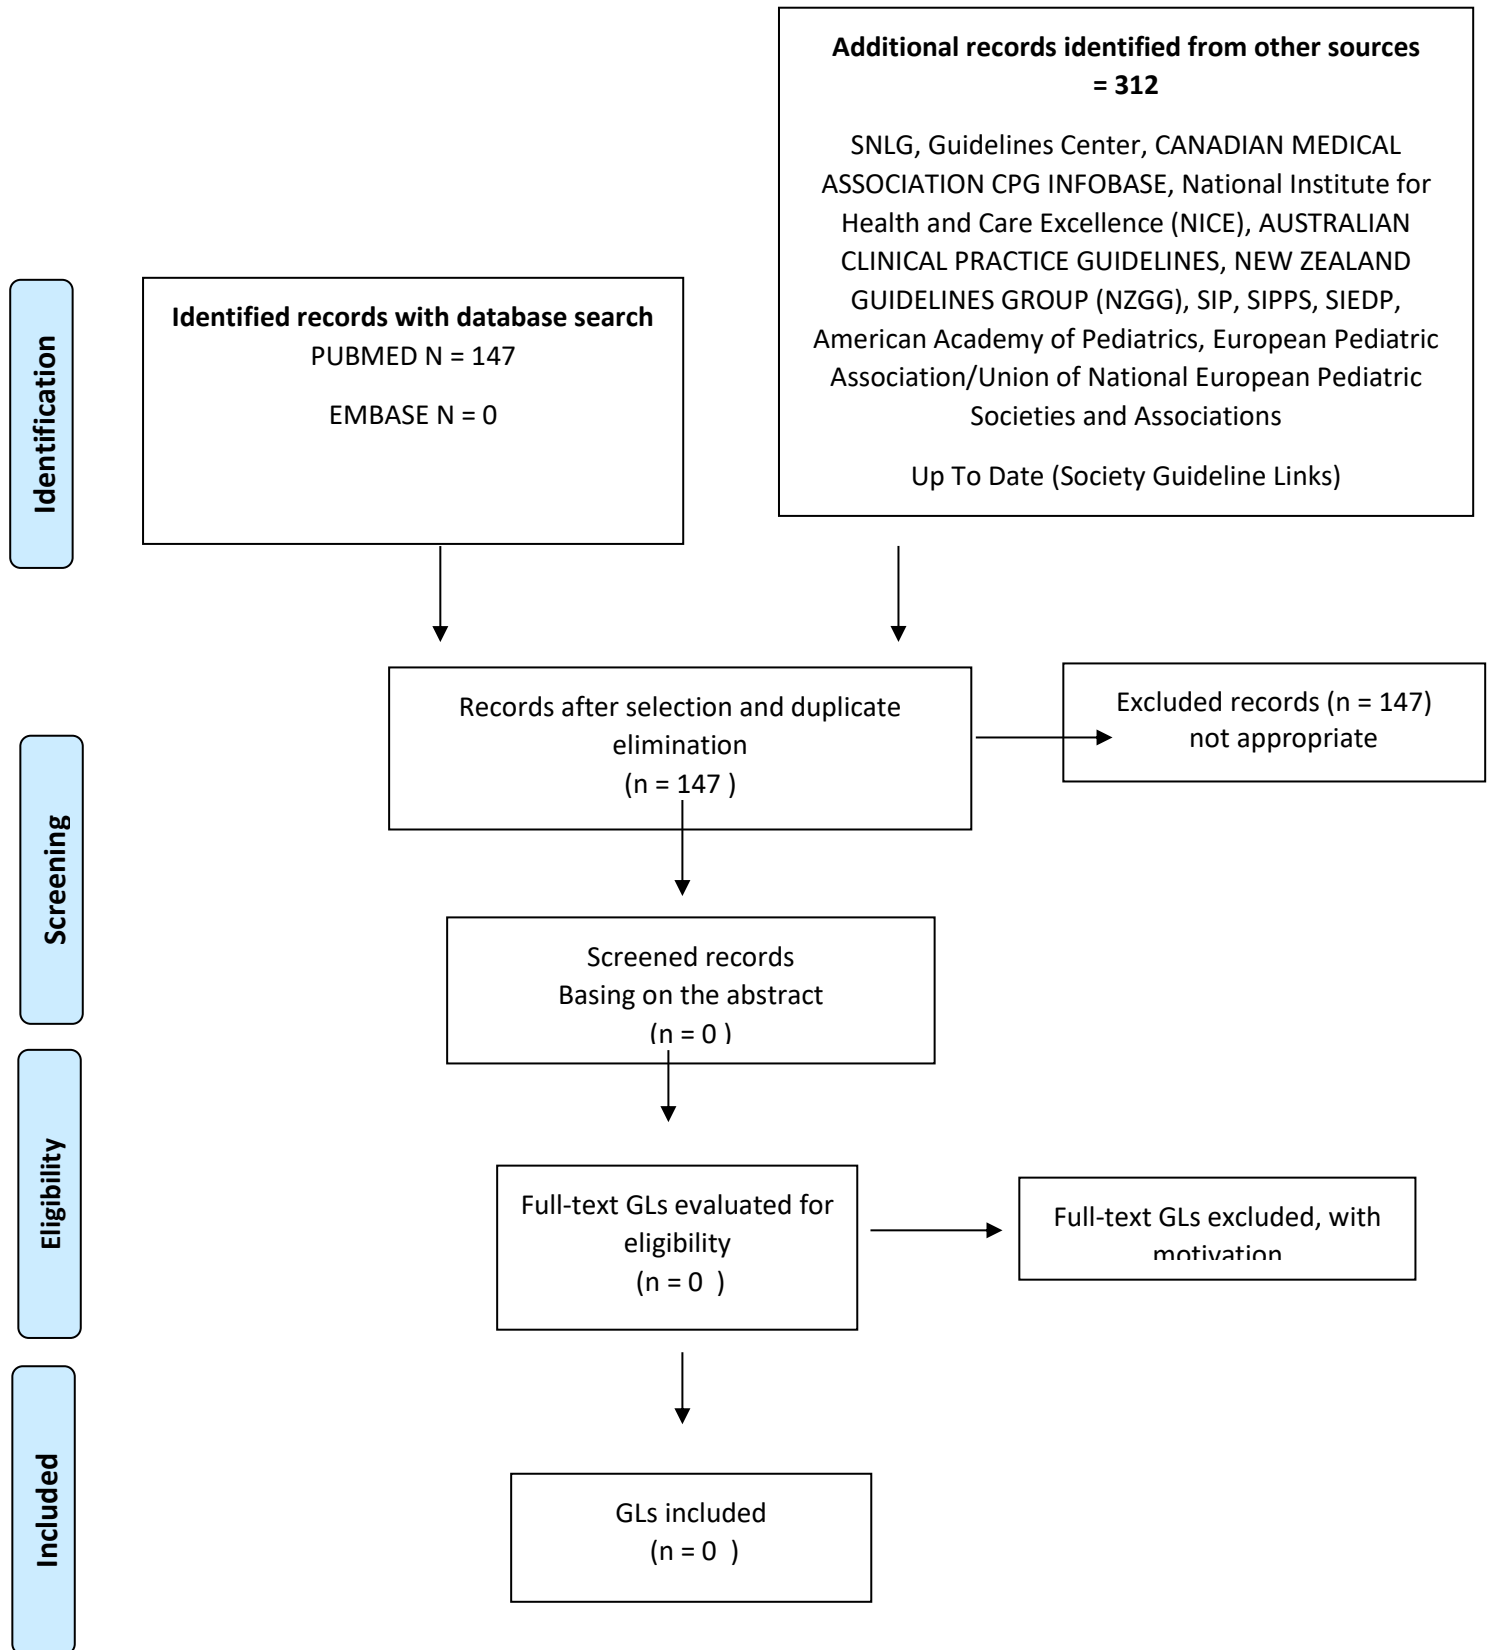 Additional records identified from other sources
= 312
SNLG, Guidelines Center, CANADIAN MEDICAL
ASSOCIATION CPG INFOBASE, National Institute for
Health and Care Excellence (NICE), AUSTRALIAN
CLINICAL PRACTICE GUIDELINES, NEW ZEALAND
GUIDELINES GROUP (NZGG), SIP, SIPPS, SIEDP,
American Academy of Pediatrics, European Pediatric
Association/Union of National European Pediatric
Societies and Associations
Up To Date (Society Guideline Links)
Identification
Identified records with database search
PUBMED N = 147
EMBASE N = 0
Records after selection and duplicate
elimination
(n = 147 )
Excluded records (n = 147)
not appropriate
Screening
Screened records
Basing on the abstract
(n = 0 )
Eligibility
Full-text GLs evaluated for
eligibility
(n = 0 )
Full-text GLs excluded, with
motivation
Included
GLs included
(n = 0 )